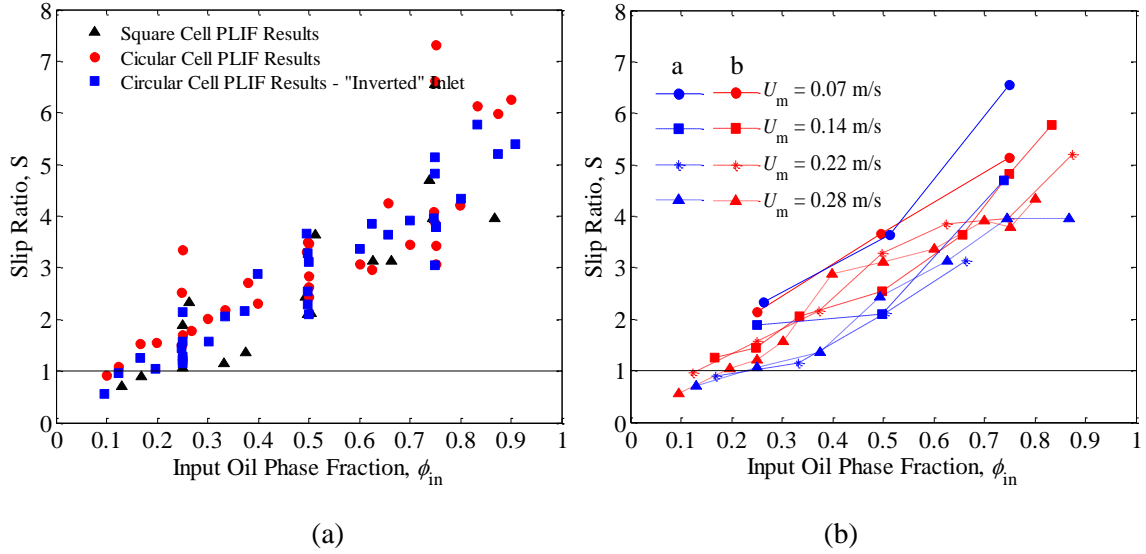 8
7
6
5
4
3
2
1
0
Slip Ratio, S
Square Cell PLIF Results
Cicular Cell PLIF Results
Circular Cell PLIF Results - "Inverted" Inlet
0 0.1 0.2 0.3 0.4 0.5 0.6 0.7 0.8 0.9 1
Input Oil Phase Fraction, ϕin
(a)
8
7
6
5
4
3
2
1
0
Slip Ratio, S
a b
Um = 0.07 m/s
Um = 0.14 m/s
Um = 0.22 m/s
Um = 0.28 m/s
0 0.1 0.2 0.3 0.4 0.5 0.6 0.7 0.8 0.9 1
Input Oil Phase Fraction, ϕin
(b)